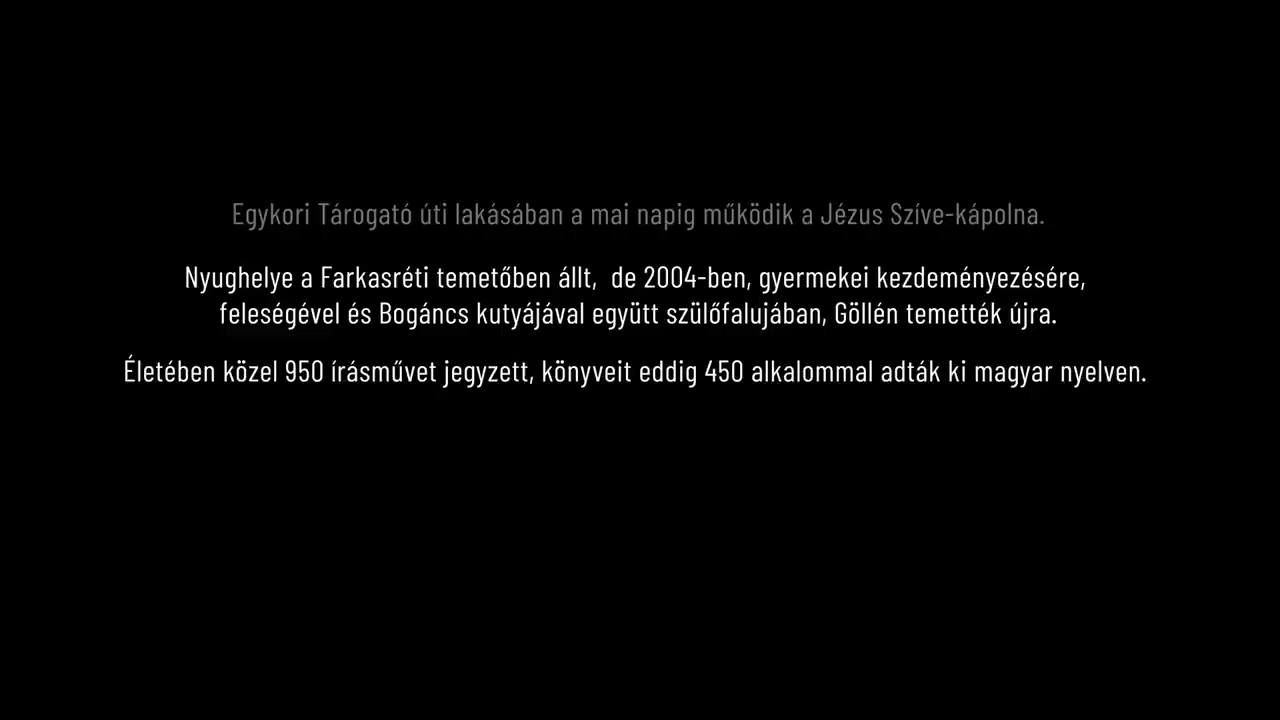 Egykori Tárogató úti lakásában a mai napig működik a Jézus Szíve-kápolna.
Nyughelye a Farkasréti temetőben állt, de 2004-ben, gyermekei kezdeményezésére,
feleségével és Bogáncs kutyájával együtt szülőfalujában, Göllén temették újra.
Életében közel 950 írásművet jegyzett, könyveit eddig 450 alkalommal adták ki magyar nyelven.